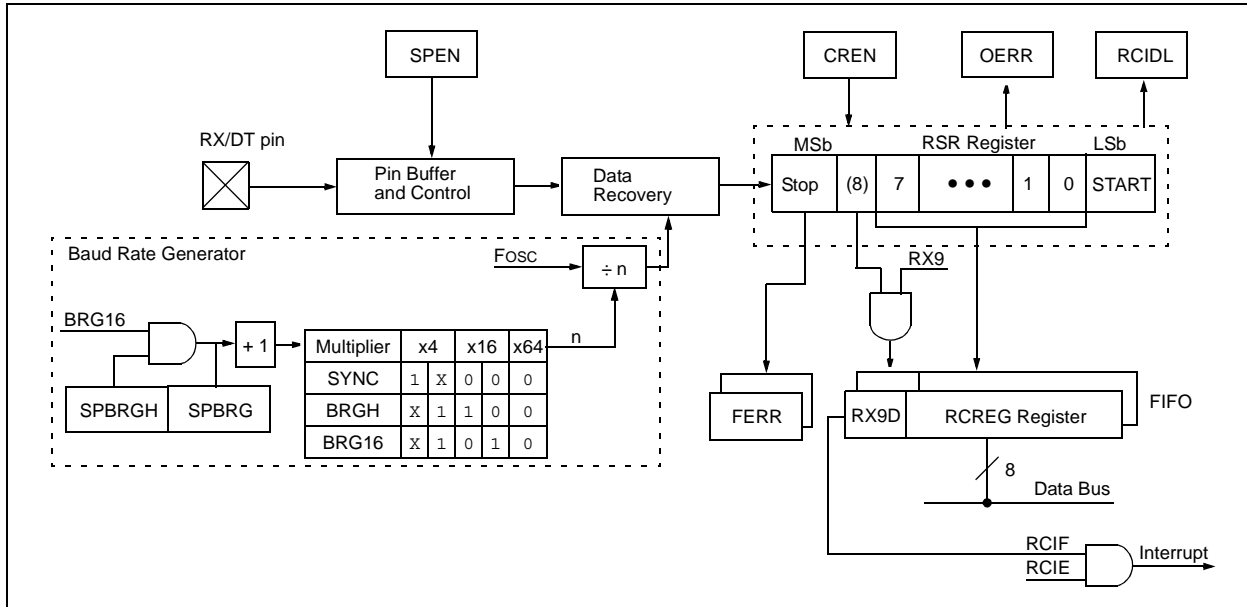 SPEN
CREN
OERR
RCIDL
RX/DT pin
Pin Buffer
and Control
Data
Recovery
MSb RSR Register LSb
Stop (8) 7 • • • 1 0 START
Baud Rate Generator
FOSC
÷ n
RX9
BRG16
+ 1
n
Multiplier x4 x16 x64
SYNC 1 X 0 0 0
BRGH X 1 1 0 0
BRG16 X 1 0 1 0
SPBRGH SPBRG
FERR
RX9D RCREG Register
FIFO
8
Data Bus
RCIF
RCIE
Interrupt